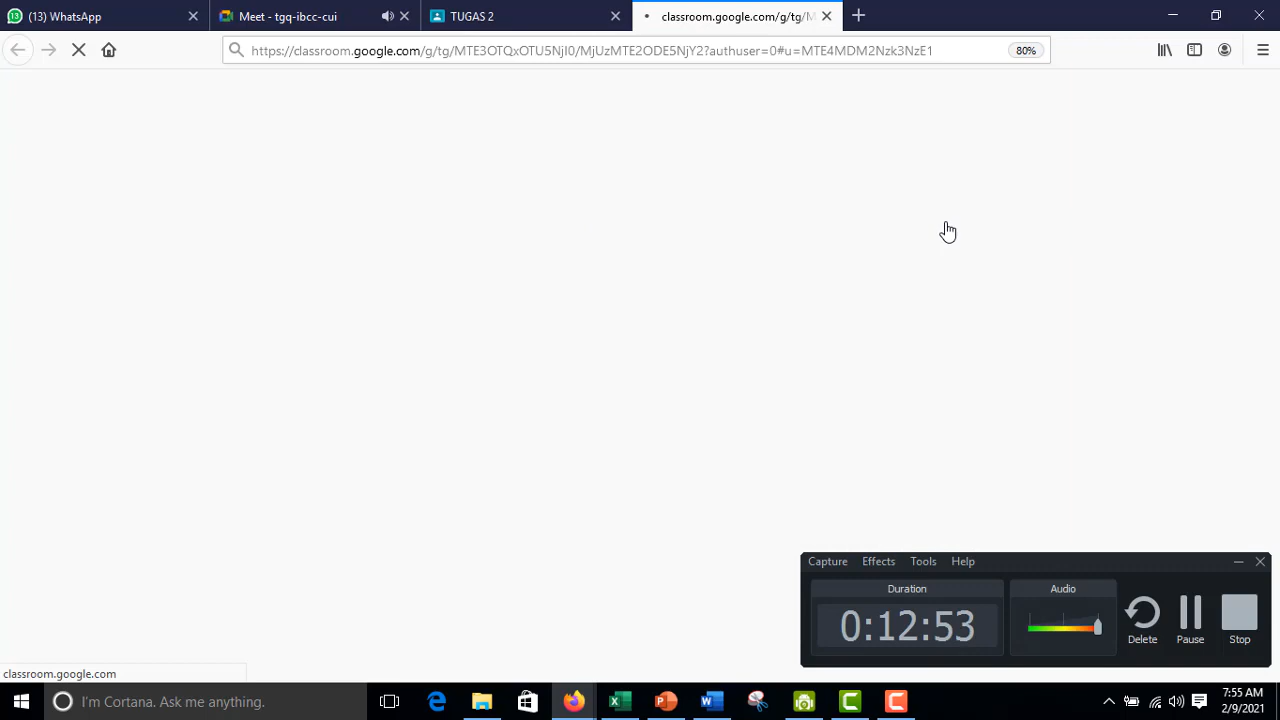 (13) WhatsApp
Meet - tgq-ibcc-cui
TUGAS 2
classroom.google.com/g/tg/M
https://classroom.google.com/g/tg/MTE3OTQxOTU5NjI0/MjUzMTE2ODE5NjY2?authuser=0#u=MTE4MDM2Nzk3NzE1
80%
Capture Effects Tools Help
Duration
Audio
0:12:53
Delete
Pause
Stop
classroom.google.com
I'm Cortana. Ask me anything.
7:55 AM
2/9/2021